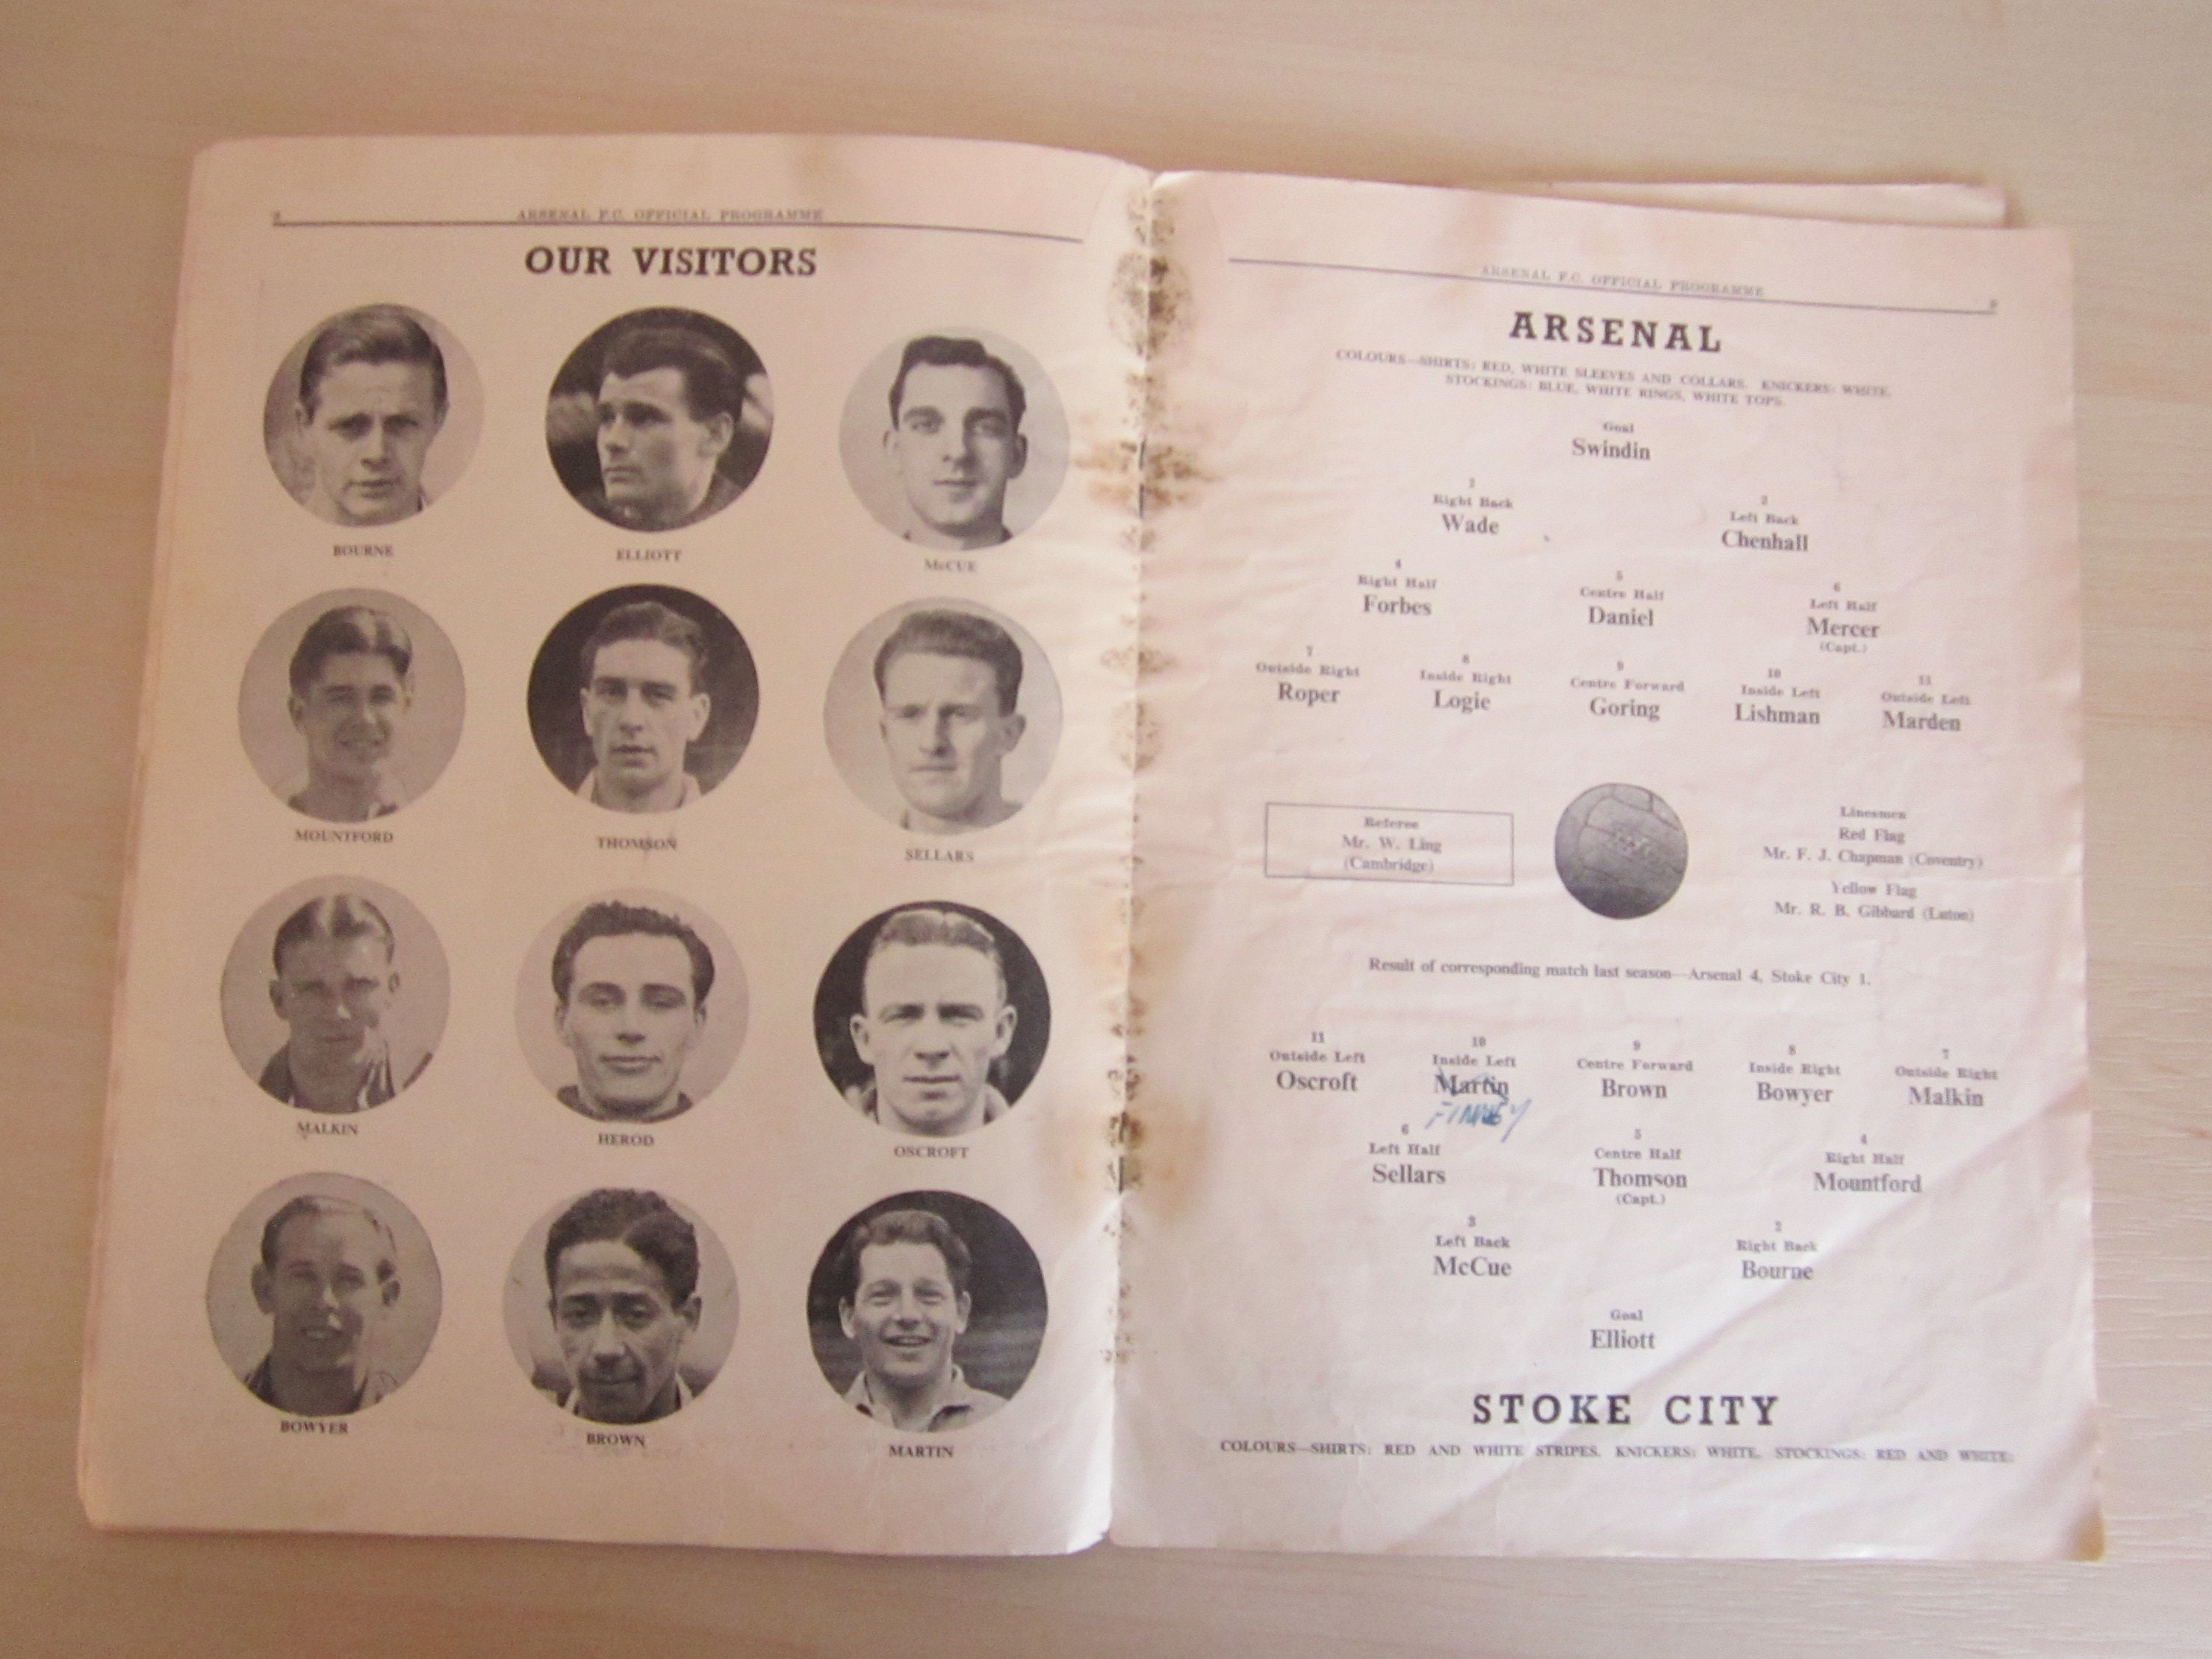 8
ARSENAL F.C. OFFICIAL PROGRAMME
OUR VISITORS
BOURNE
ELLIOTT
McCUE
MOUNTFORD
THOMSON
SELLARS
MALKIN
HEROD
OSCROFT
BOWYER
BROWN
MARTIN
ARSENAL F.C. OFFICIAL PROGRAMME
9
ARSENAL
COLOURS—SHIRTS: RED, WHITE SLEEVES AND COLLARS. KNICKERS: WHITE.
STOCKINGS: BLUE, WHITE RINGS, WHITE TOPS.
Goal
Swindin
2
Right Back
Wade
3
Left Back
Chenhall
4
Right Half
Forbes
5
Centre Half
Daniel
6
Left Half
Mercer
(Capt.)
7
Outside Right
Roper
8
Inside Right
Logie
9
Centre Forward
Goring
10
Inside Left
Lishman
11
Outside Left
Marden
Referee
Mr. W. Ling
(Cambridge)
Linesmen
Red Flag
Mr. F. J. Chapman (Coventry)
Yellow Flag
Mr. R. B. Gibbard (Luton)
Result of corresponding match last season—Arsenal 4, Stoke City 1.
11
Outside Left
Oscroft
10
Inside Left
Martin
9
Centre Forward
Brown
8
Inside Right
Bowyer
7
Outside Right
Malkin
6
Left Half
Sellars
5
Centre Half
Thomson
(Capt.)
4
Right Half
Mountford
3
Left Back
McCue
2
Right Back
Bourne
Goal
Elliott
STOKE CITY
COLOURS—SHIRTS: RED AND WHITE STRIPES. KNICKERS: WHITE. STOCKINGS: RED AND WHITE.